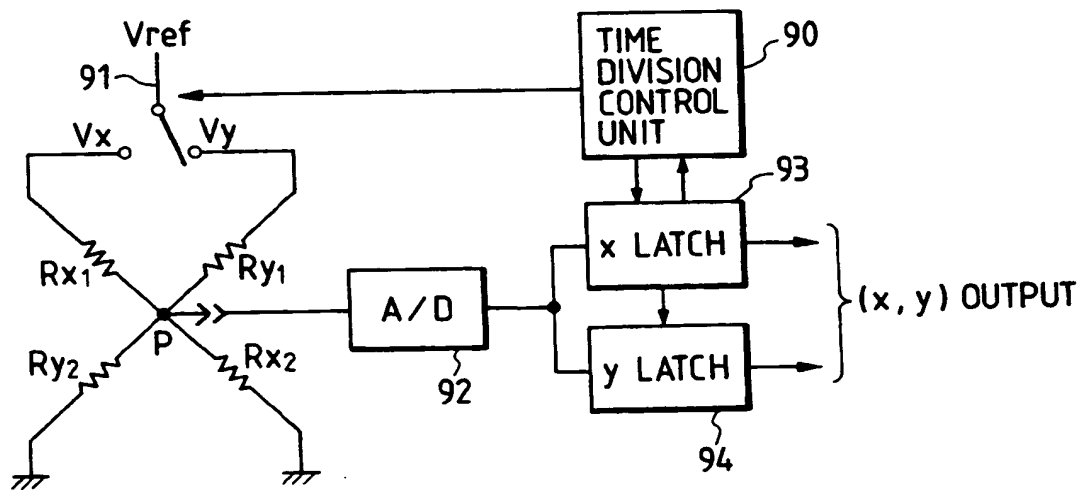 Vref
91
Vx
Vy
TIME
DIVISION
CONTROL
UNIT
90
93
x LATCH
Rx1
Ry1
A/D
(x, y) OUTPUT
P
Ry2
Rx2
92
y LATCH
94